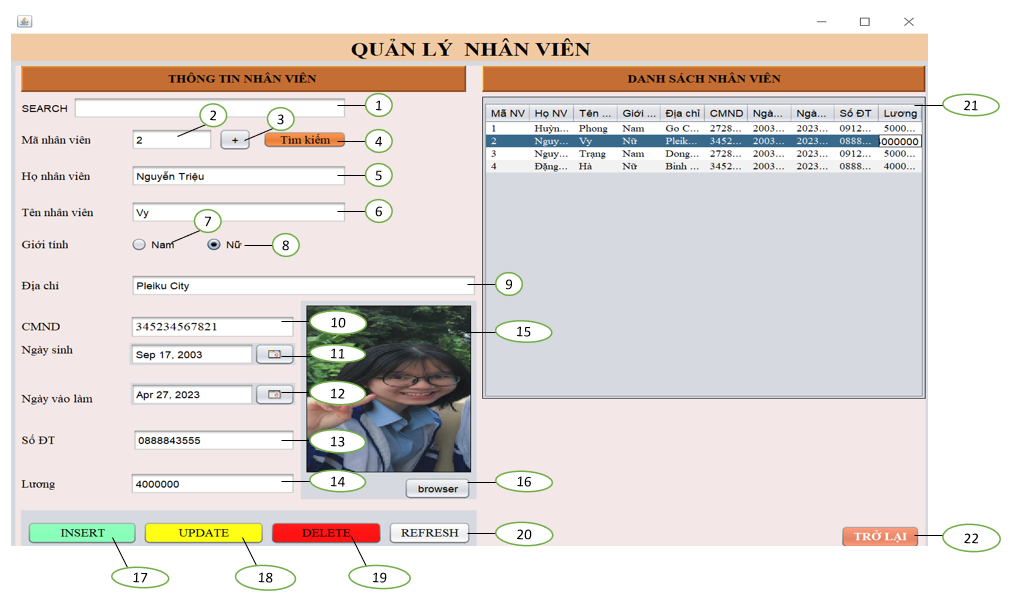 QUẢN LÝ NHÂN VIÊN
THÔNG TIN NHÂN VIÊN
SEARCH 1
2
3
Mã nhân viên 2 + Tìm kiếm 4
Họ nhân viên Nguyễn Triệu 5
Tên nhân viên Vy 6
7
Giới tính Nam Nữ 8
Địa chỉ Pleiku City 9
CMND 345234567821 10
Ngày sinh Sep 17, 2003 11
Ngày vào làm Apr 27, 2023 12
Số ĐT 0888843555 13
Lương 4000000 14
15
browser 16
INSERT UPDATE DELETE REFRESH 20
17 18 19
DANH SÁCH NHÂN VIÊN
21
Mã NV Họ NV Tên ... Giới ... Địa chỉ CMND Ngà... Ngà... Số ĐT Lương
1 Huỳn... Phong Nam Go C... 2728... 2003... 2023... 0912... 5000...
2 Nguy... Vy Nữ Pleik... 3452... 2003... 2023... 0888... 000000
3 Nguy... Trạng Nam Dong... 2728... 2003... 2023... 0912... 5000...
4 Đặng... Hà Nữ Binh ... 3452... 2003... 2023... 0888... 4000...
TRỞ LẠI 22